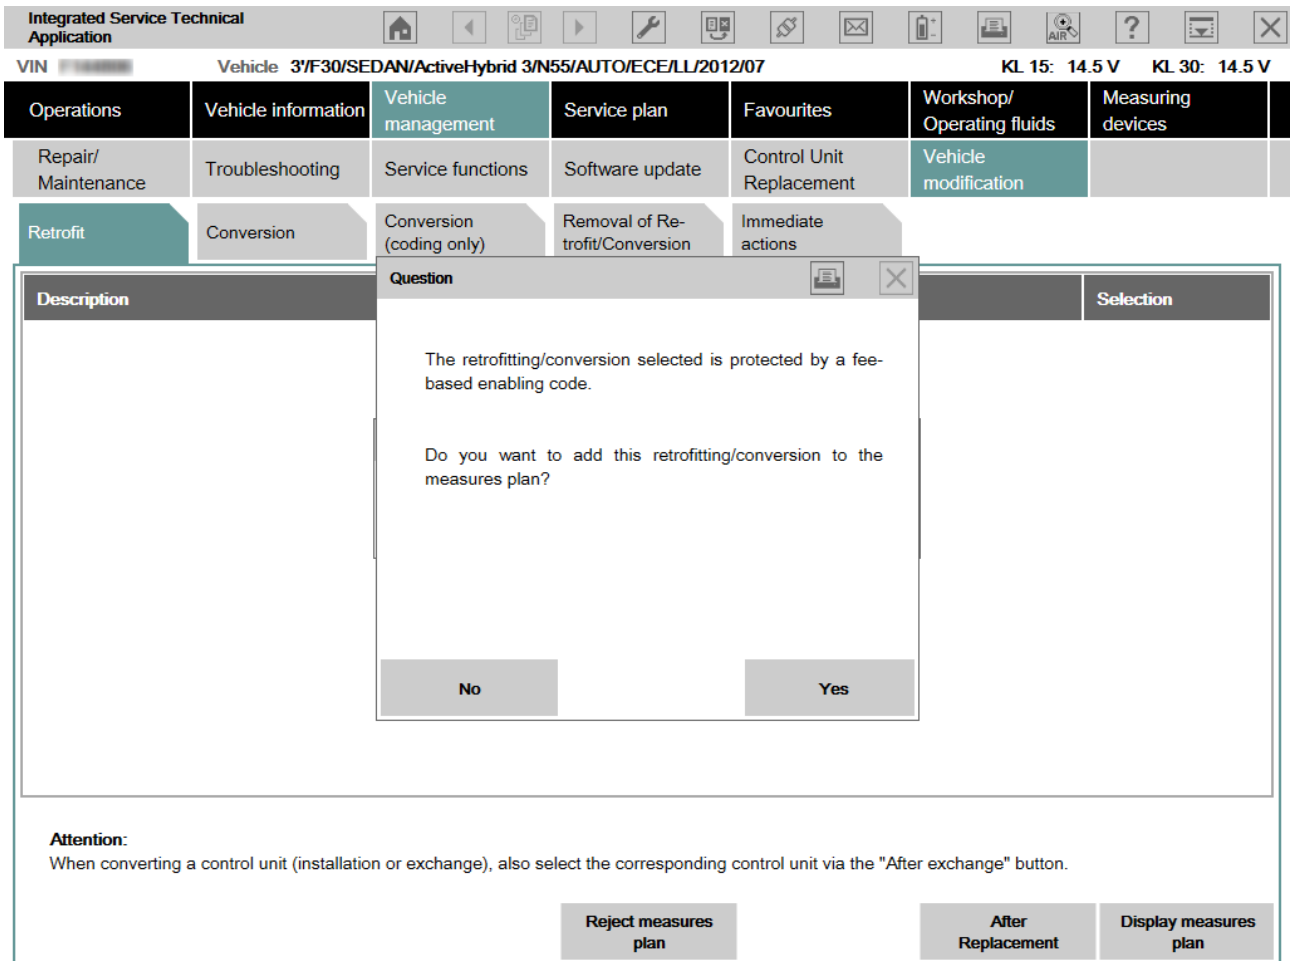 Integrated Service Technical
Application
AIR
?
VIN
Vehicle 3'/F30/SEDAN/ActiveHybrid 3/N55/AUTO/ECE/LL/2012/07
KL 15: 14.5 V KL 30: 14.5 V
Operations
Vehicle information
Vehicle
management
Service plan
Favourites
Workshop/
Operating fluids
Measuring
devices
Repair/
Maintenance
Troubleshooting
Service functions
Software update
Control Unit
Replacement
Vehicle
modification
Retrofit
Conversion
Conversion
(coding only)
Removal of Re-
trofit/Conversion
Immediate
actions
Question
Description
Selection
The retrofitting/conversion selected is protected by a fee-
based enabling code.
Do you want to add this retrofitting/conversion to the
measures plan?
No
Yes
Attention:
When converting a control unit (installation or exchange), also select the corresponding control unit via the "After exchange" button.
Reject measures
plan
After
Replacement
Display measures
plan